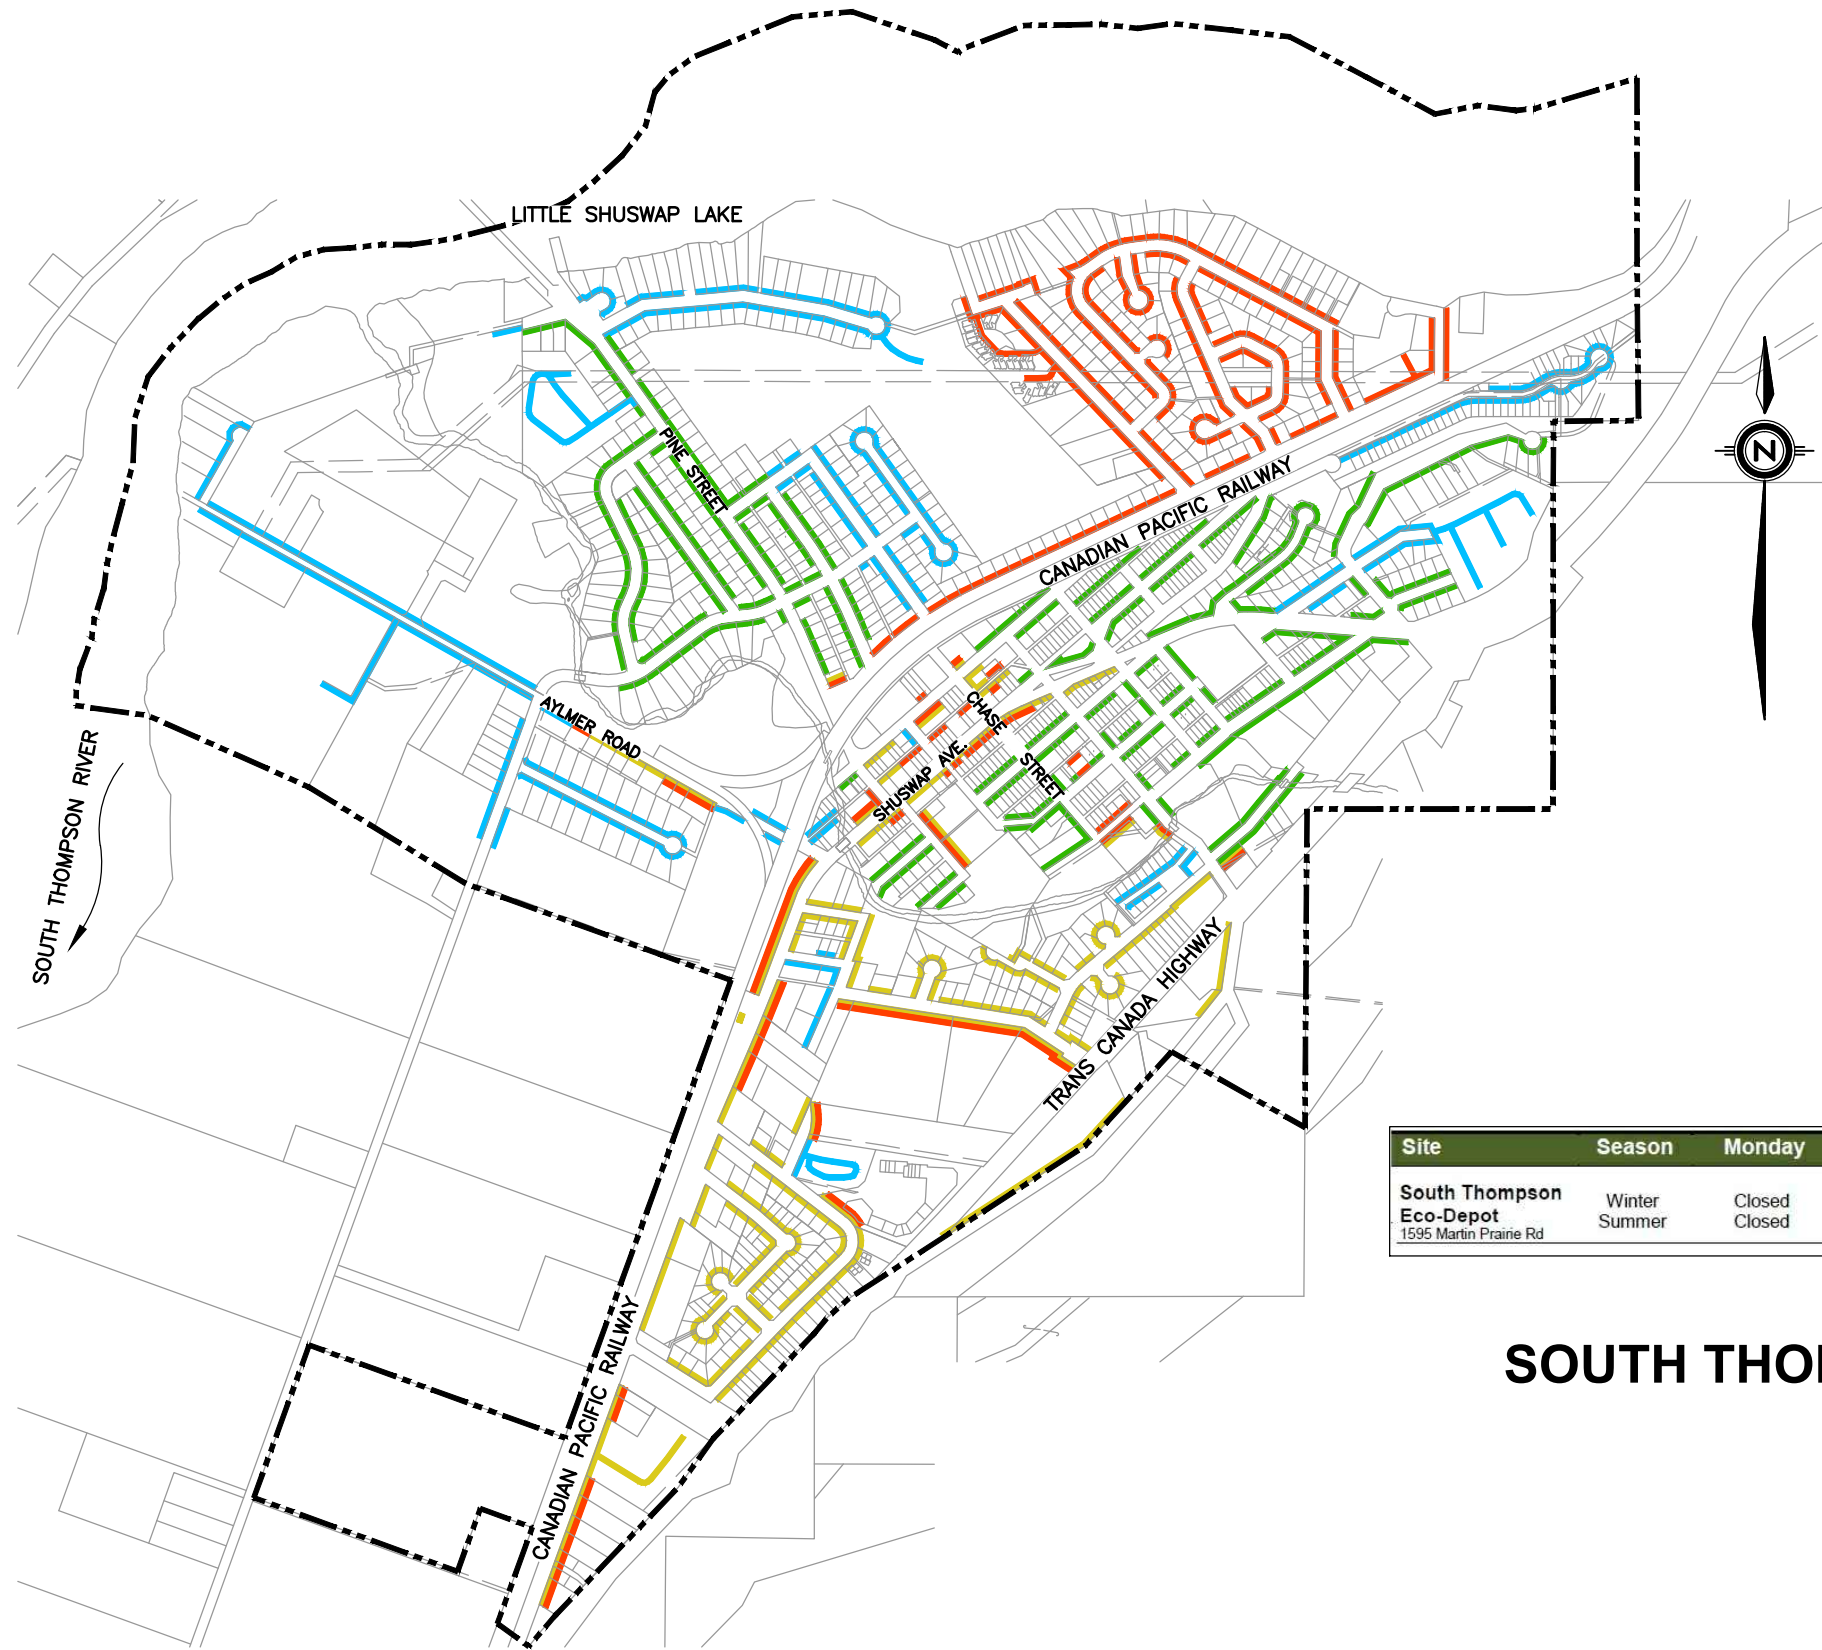 LITTLE SHUSWAP LAKE
PINE STREET
CANADIAN PACIFIC RAILWAY
N
CHASE STREET
SHUSWAP AVE.
AYLMER ROAD
SOUTH THOMPSON RIVER
TRANS CANADA HIGHWAY
CANADIAN PACIFIC RAILWAY
Site Season Monday
South Thompson Winter Closed
Eco-Depot Summer Closed
1595 Martin Prairie Rd
SOUTH THO